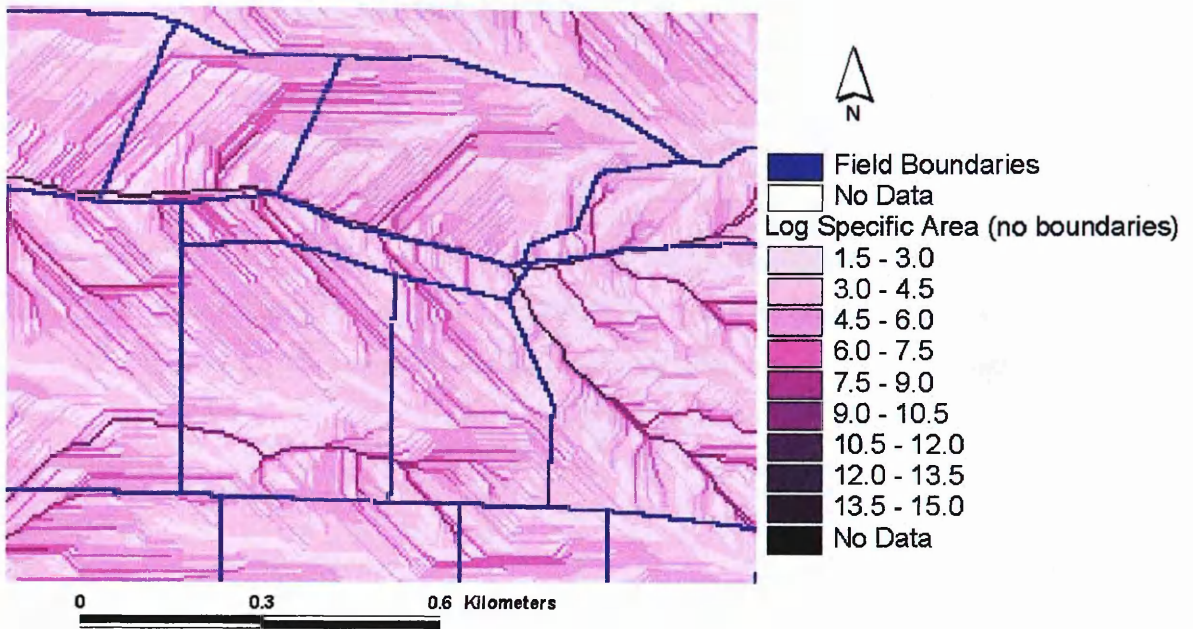 N
Field Boundaries
No Data
Log Specific Area (no boundaries)
1.5 - 3.0
3.0 - 4.5
4.5 - 6.0
6.0 - 7.5
7.5 - 9.0
9.0 - 10.5
10.5 - 12.0
12.0 - 13.5
13.5 - 15.0
No Data
0 0.3 0.6 Kilometers